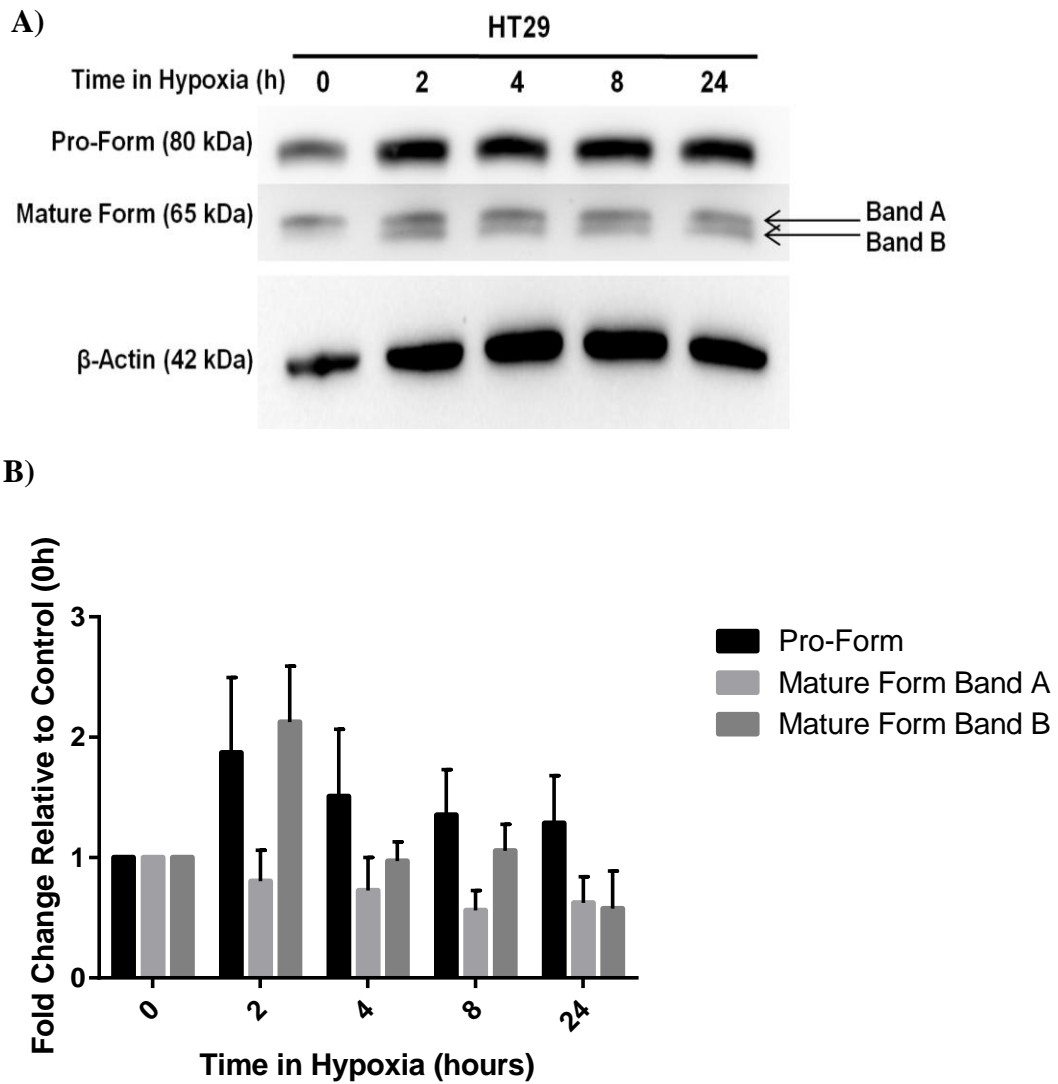 A)
HT29
Time in Hypoxia (h) 0 2 4 8 24
Pro-Form (80 kDa)
Mature Form (65 kDa)
Band A
Band B
β-Actin (42 kDa)
B)
Fold Change Relative to Control (0h)
3
2
1
0
0 2 4 8 24
Time in Hypoxia (hours)
Pro-Form
Mature Form Band A
Mature Form Band B